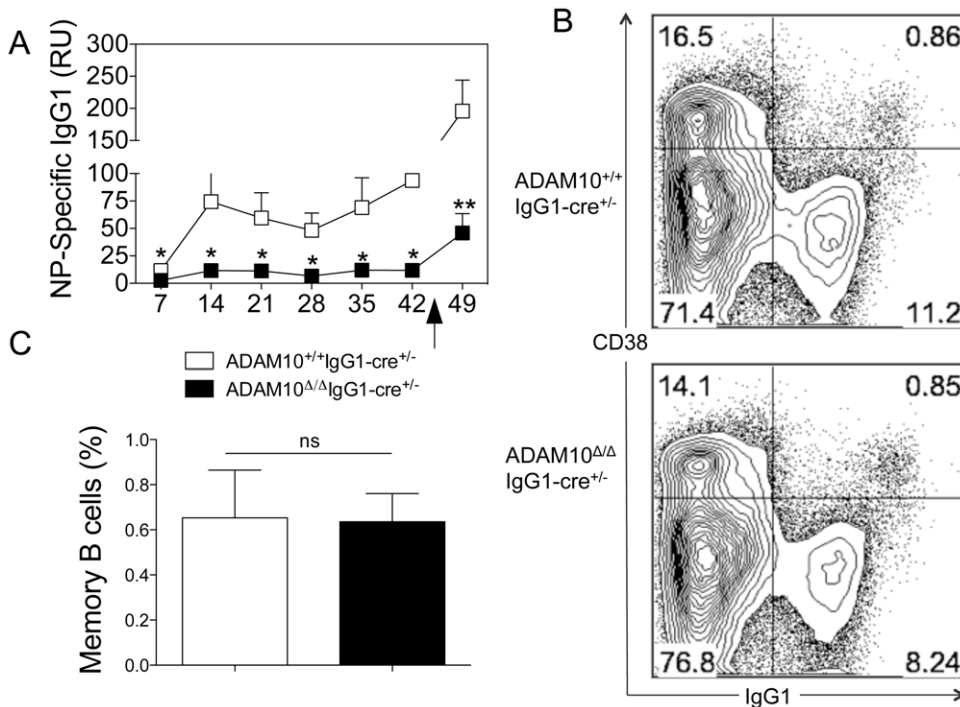 A
NP-Specific IgG1 (RU)
300
250
200
150
100
75
50
25
0
* * * * * * **
7 14 21 28 35 42 49
ADAM10+/+IgG1-cre+/-
ADAM10Δ/ΔIgG1-cre+/-
C
Memory B cells (%)
1.0
0.8
0.6
0.4
0.2
0.0
ns
B
ADAM10+/+
IgG1-cre+/-
16.5 0.86
71.4 11.2
CD38
ADAM10Δ/Δ
IgG1-cre+/-
14.1 0.85
76.8 8.24
IgG1